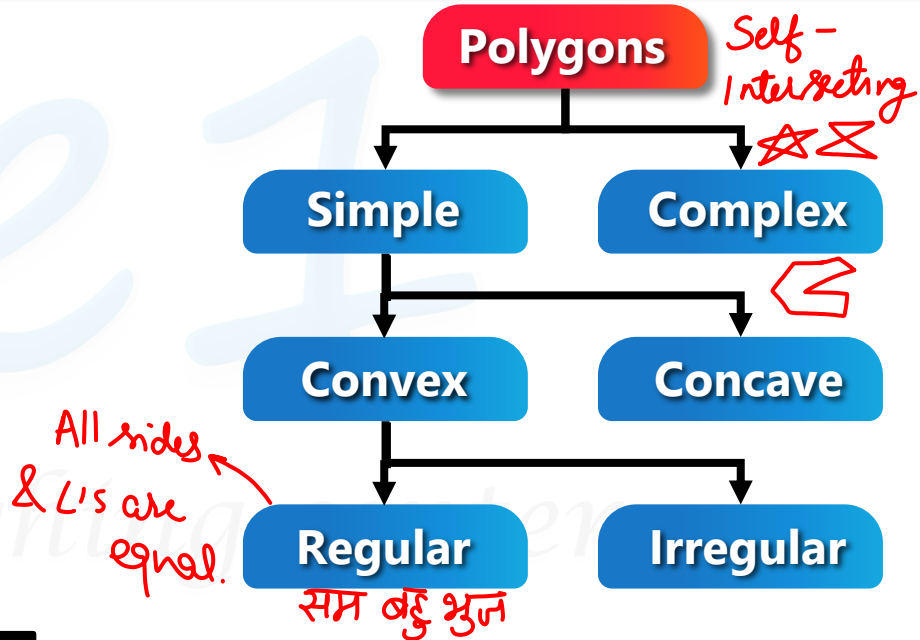 Polygons
Self-
Intersecting
Simple
Complex
Convex
Concave
All sides
& ∠'s are
equal.
Regular
Irregular
सम बहु भुज